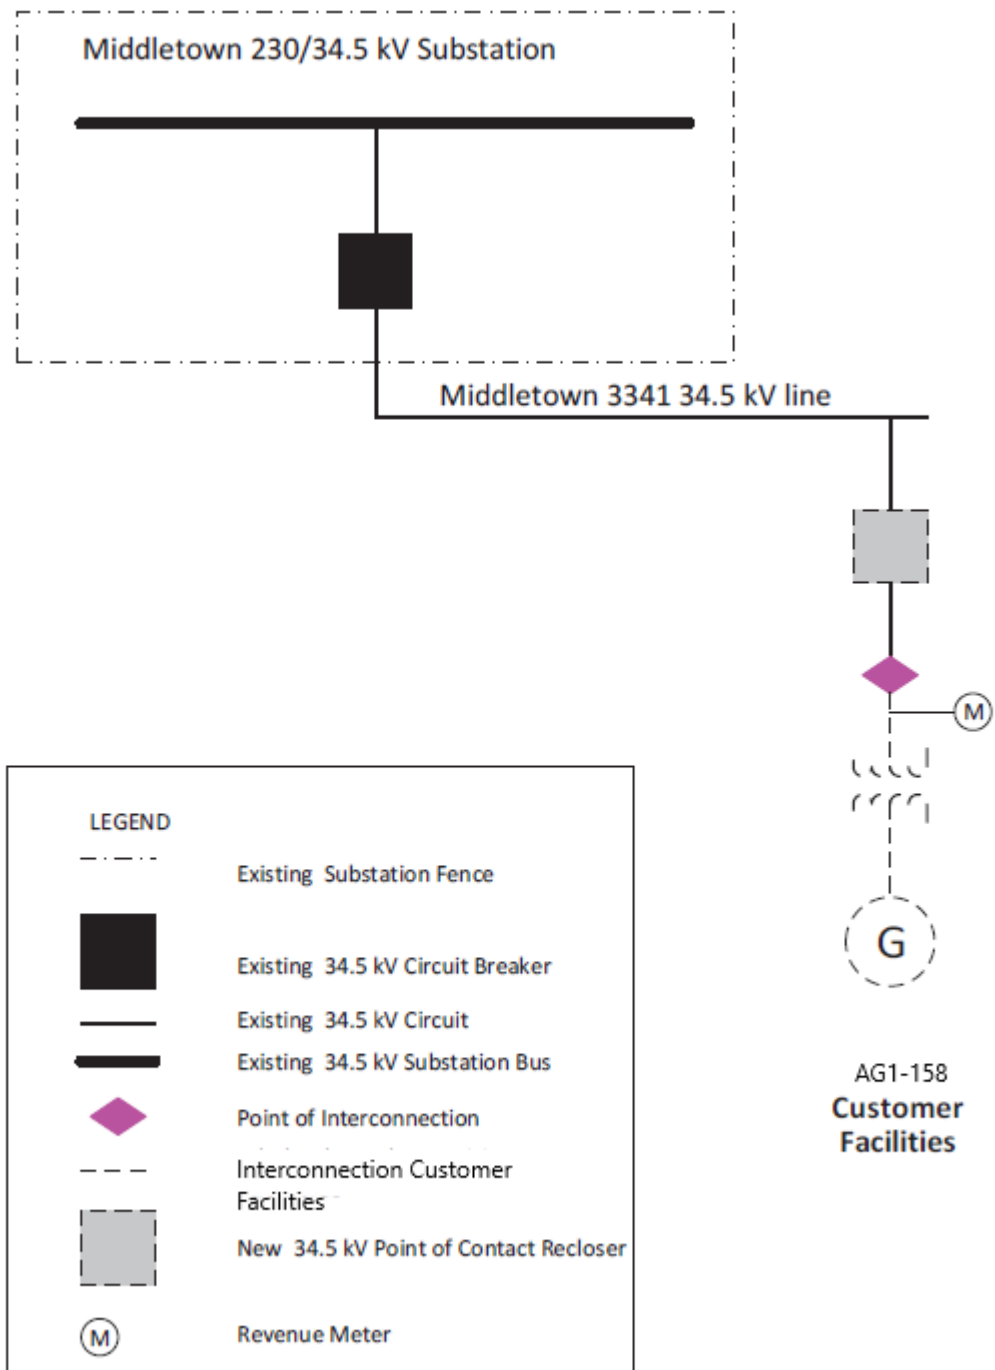 Middletown 230/34.5 kV Substation
Middletown 3341 34.5 kV line
M
G
AG1-158
Customer
Facilities
LEGEND
Existing Substation Fence
Existing 34.5 kV Circuit Breaker
Existing 34.5 kV Circuit
Existing 34.5 kV Substation Bus
Point of Interconnection
Interconnection Customer
Facilities
New 34.5 kV Point of Contact Recloser
M
Revenue Meter